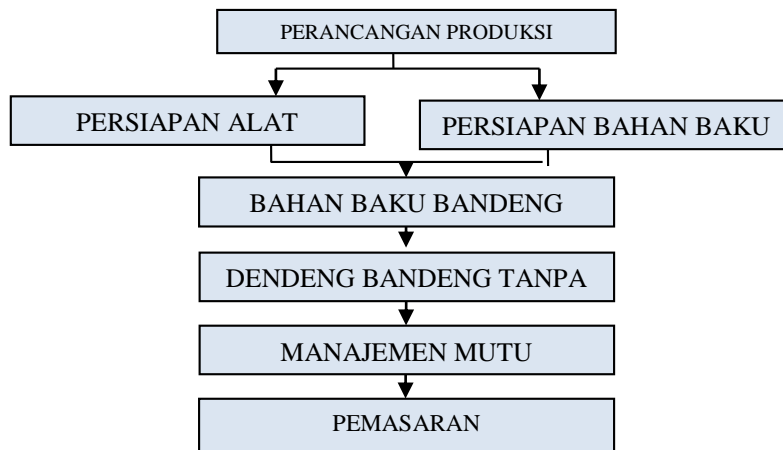 PERANCANGAN PRODUKSI
PERSIAPAN ALAT
PERSIAPAN BAHAN BAKU
BAHAN BAKU BANDENG
DENDENG BANDENG TANPA
MANAJEMEN MUTU
PEMASARAN